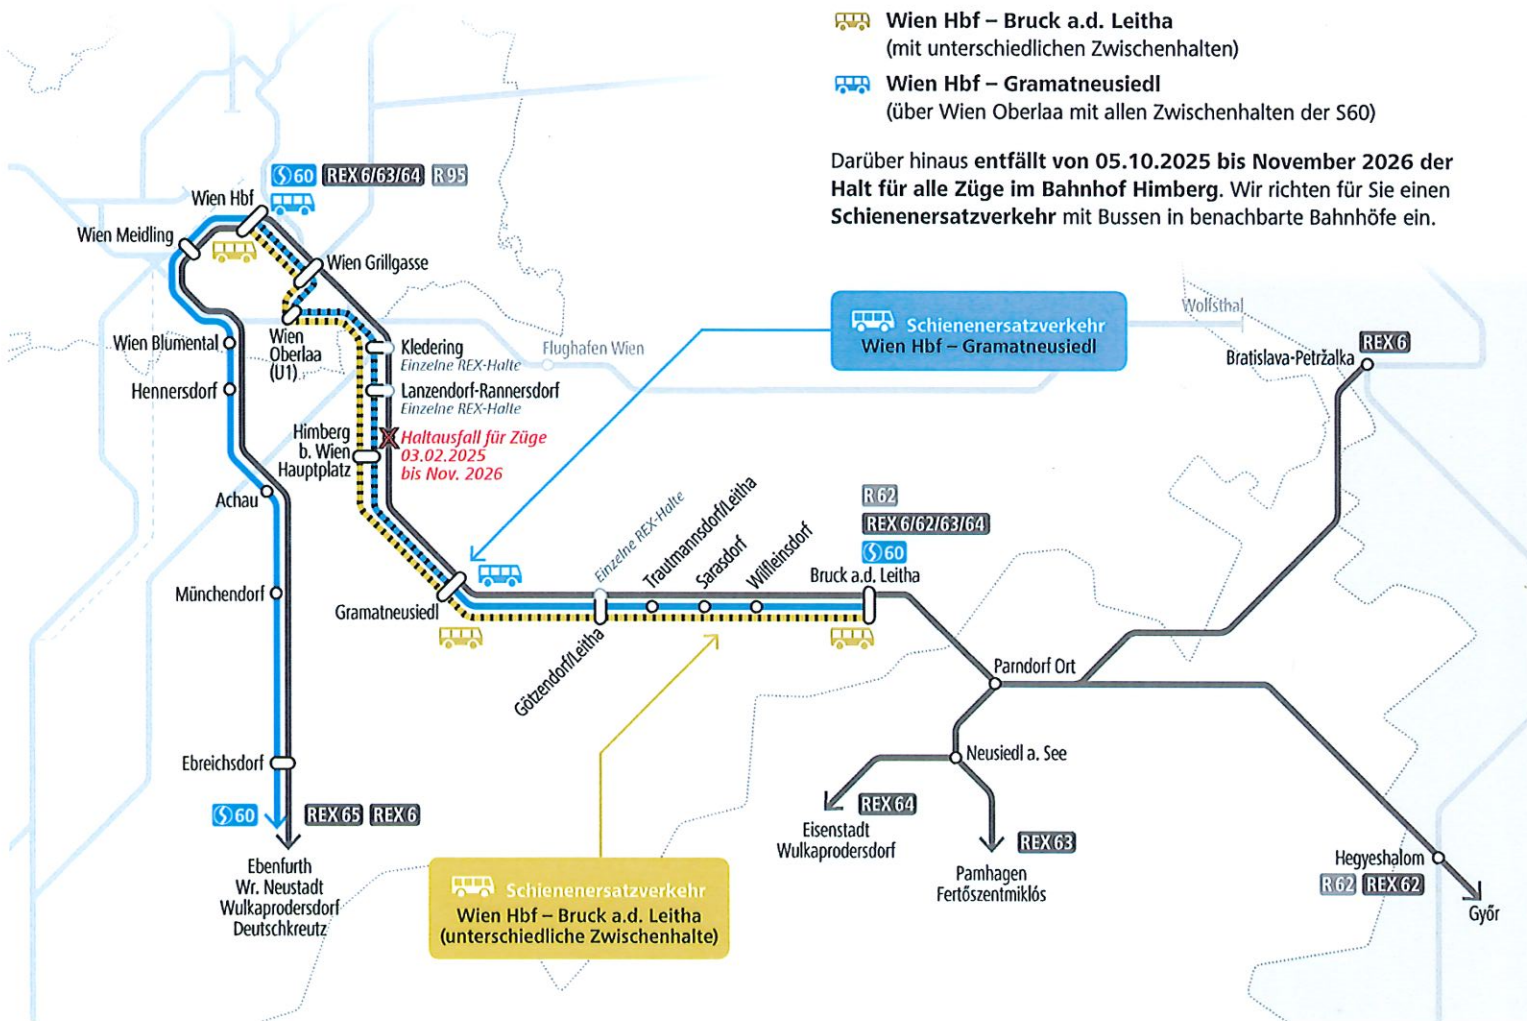 Wien Hbf – Bruck a.d. Leitha
(mit unterschiedlichen Zwischenhalten)
Wien Hbf – Gramatneusiedl
(über Wien Oberlaa mit allen Zwischenhalten der S60)
Darüber hinaus entfällt von 05.10.2025 bis November 2026 der
Halt für alle Züge im Bahnhof Himberg. Wir richten für Sie einen
Schienenersatzverkehr mit Bussen in benachbarte Bahnhöfe ein.
S 60 REX 6/63/64 R 95
Wien Hbf
Wien Meidling
Wien Grillgasse
Wien
Oberlaa
(U1)
Wien Blumental
Hennersdorf
Kledering
Einzelne REX-Halte
Lanzendorf-Rannersdorf
Einzelne REX-Halte
Flughafen Wien
Wolfsthal
Schienenersatzverkehr
Wien Hbf – Gramatneusiedl
Bratislava-Petržalka
REX 6
Himberg
b. Wien
Hauptplatz
Haltausfall für Züge
03.02.2025
bis Nov. 2026
Achau
Münchendorf
Gramatneusiedl
Einzelne REX-Halte
Götzendorf/Leitha
Trautmannsdorf/Leitha
Sarasdorf
Wilfleinsdorf
R 62
REX 6/62/63/64
S 60
Bruck a.d. Leitha
Parndorf Ort
Neusiedl a. See
Ebreichsdorf
S 60
REX 65 REX 6
Ebenfurth
Wr. Neustadt
Wulkaprodersdorf
Deutschkreutz
REX 64
Eisenstadt
Wulkaprodersdorf
REX 63
Pamhagen
Fertőszentmiklós
Hegyeshalom
R 62 REX 62
Győr
Schienenersatzverkehr
Wien Hbf – Bruck a.d. Leitha
(unterschiedliche Zwischenhalte)